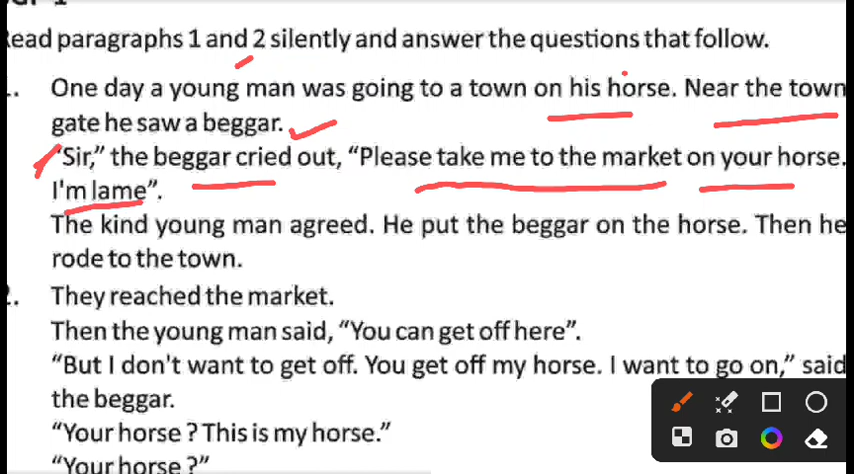 Read paragraphs 1 and 2 silently and answer the questions that follow.
One day a young man was going to a town on his horse. Near the town
gate he saw a beggar.
"Sir," the beggar cried out, "Please take me to the market on your horse.
I'm lame".
The kind young man agreed. He put the beggar on the horse. Then he
rode to the town.
They reached the market.
Then the young man said, "You can get off here".
"But I don't want to get off. You get off my horse. I want to go on," said
the beggar.
"Your horse ? This is my horse."
"Your horse ?"